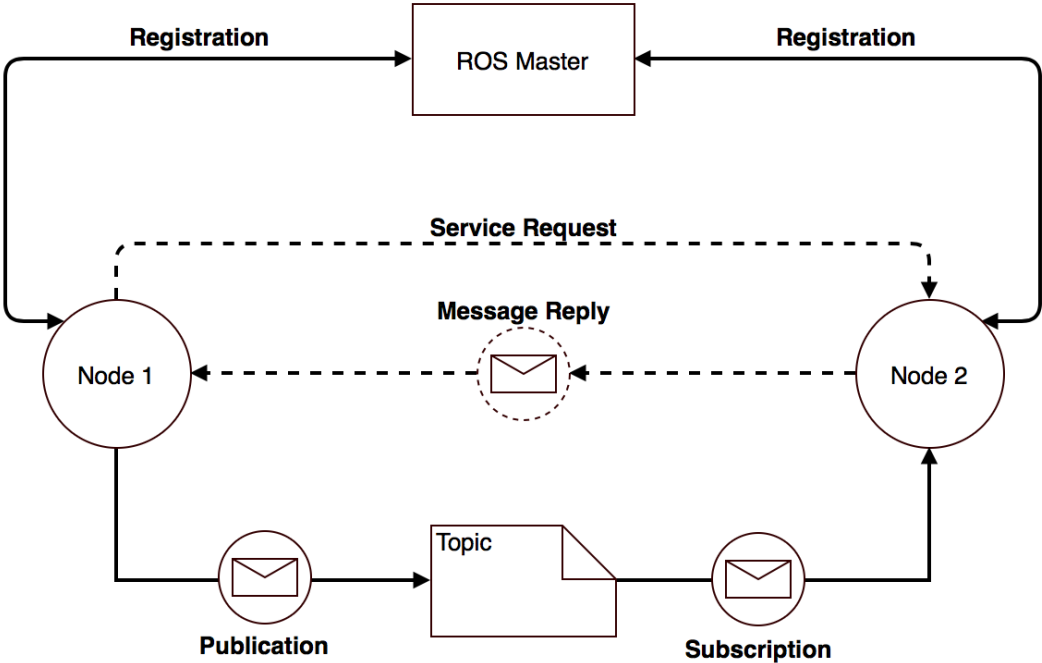 Registration
Registration
ROS Master
Service Request
Message Reply
Node 1
Node 2
Topic
Publication
Subscription